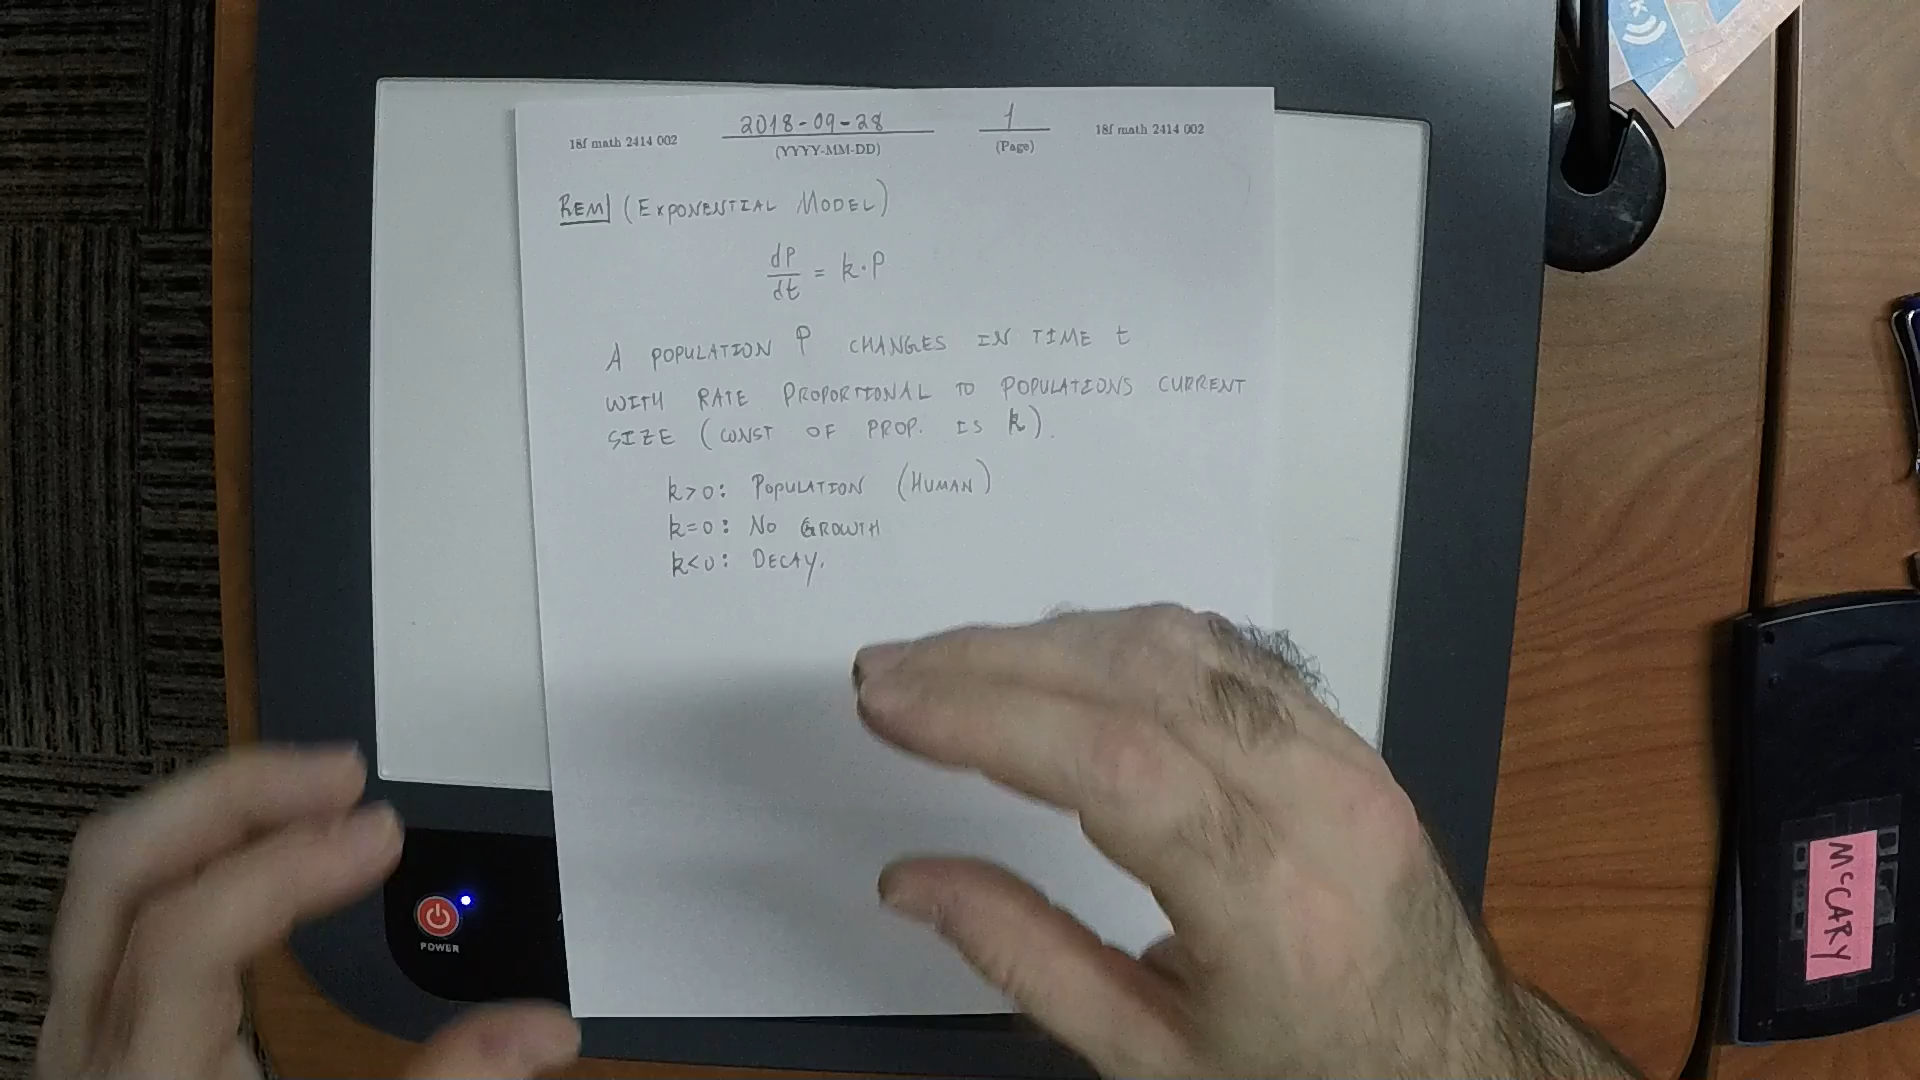 18f math 2414 002
2018-09-28
(YYYY-MM-DD)
1
(Page)
18f math 2414 002
REM (EXPONENTIAL MODEL)
dP/dt = k·P
A POPULATION P CHANGES IN TIME t
WITH RATE PROPORTIONAL TO POPULATIONS CURRENT
SIZE (CONST OF PROP. IS k).
k>0: POPULATION (HUMAN)
k=0: NO GROWTH
k<0: DECAY.
POWER
McCARY